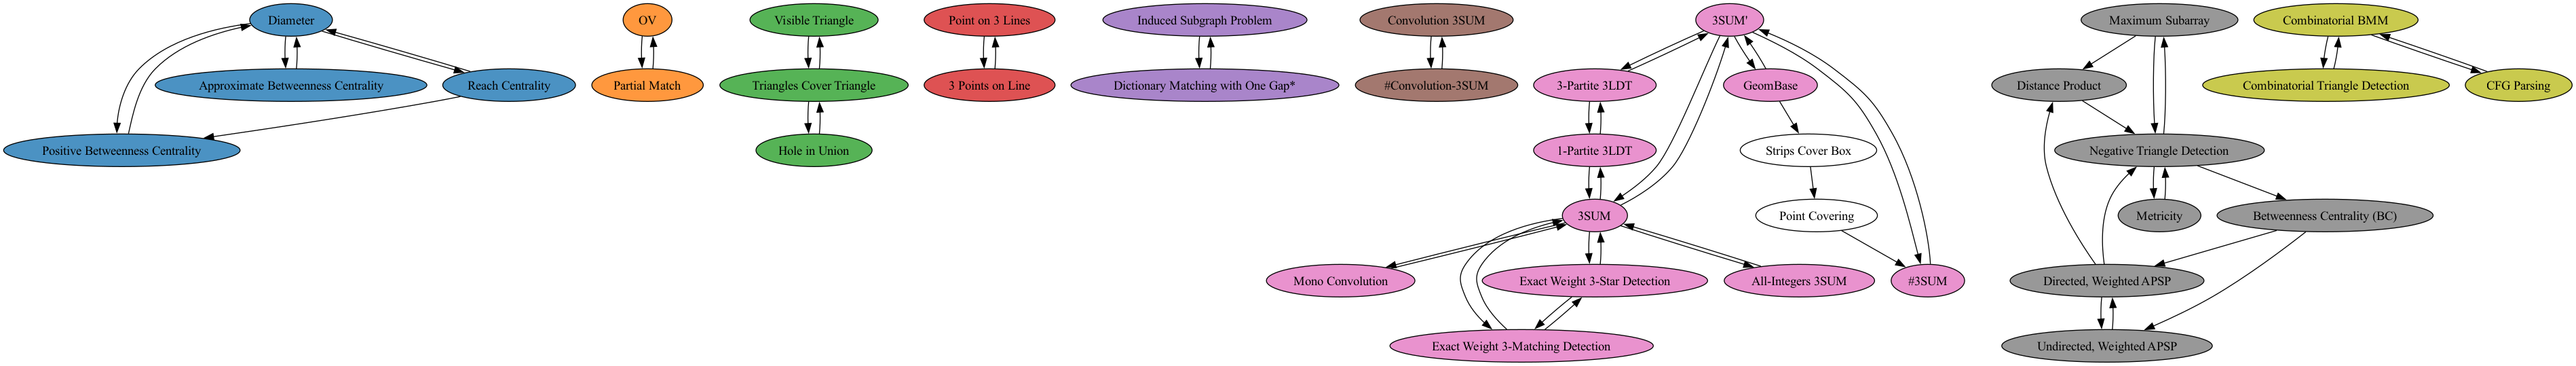 Diameter
OV
Visible Triangle
Point on 3 Lines
Induced Subgraph Problem
Convolution 3SUM
3SUM'
Maximum Subarray
Combinatorial BMM
Approximate Betweenness Centrality
Reach Centrality
Partial Match
Triangles Cover Triangle
3 Points on Line
Dictionary Matching with One Gap*
#Convolution-3SUM
3-Partite 3LDT
GeomBase
Distance Product
Combinatorial Triangle Detection
CFG Parsing
Positive Betweenness Centrality
Hole in Union
1-Partite 3LDT
Strips Cover Box
Negative Triangle Detection
3SUM
Point Covering
Metricity
Betweenness Centrality (BC)
Mono Convolution
Exact Weight 3-Star Detection
All-Integers 3SUM
#3SUM
Directed, Weighted APSP
Exact Weight 3-Matching Detection
Undirected, Weighted APSP